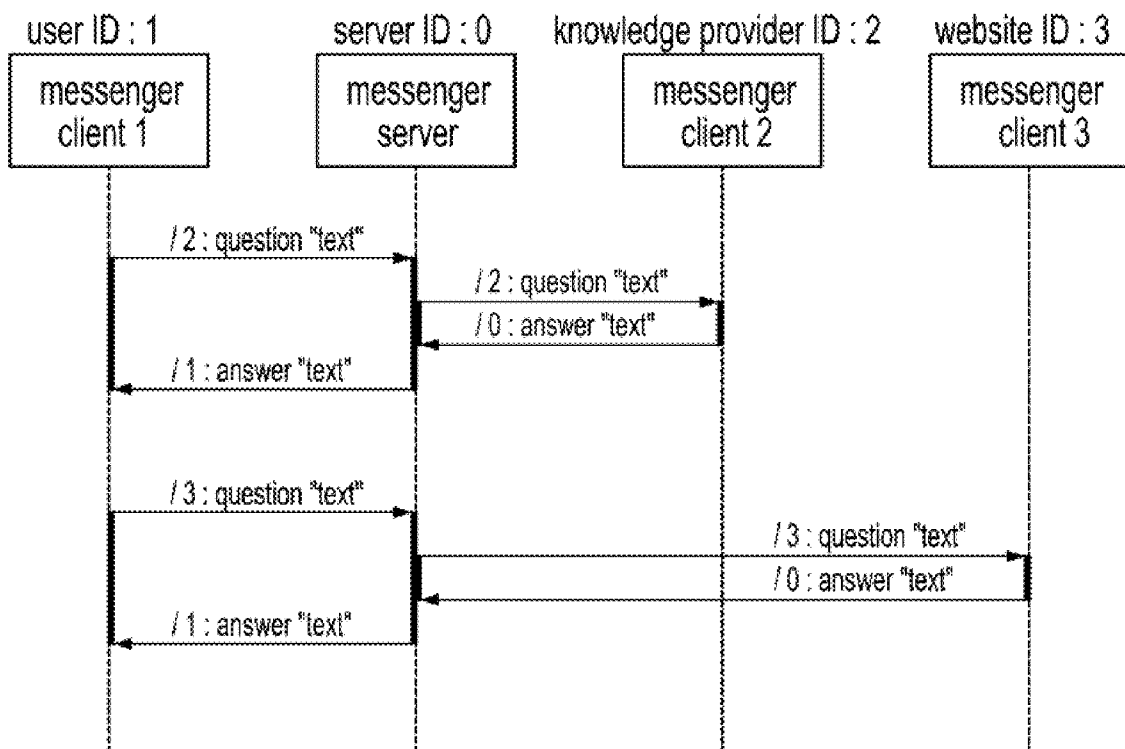 user ID : 1
server ID : 0
knowledge provider ID : 2
website ID : 3
messenger
client 1
messenger
server
messenger
client 2
messenger
client 3
/ 2 : question "text"
/ 2 : question "text"
/ 0 : answer "text"
/ 1 : answer "text"
/ 3 : question "text"
/ 3 : question "text"
/ 0 : answer "text"
/ 1 : answer "text"